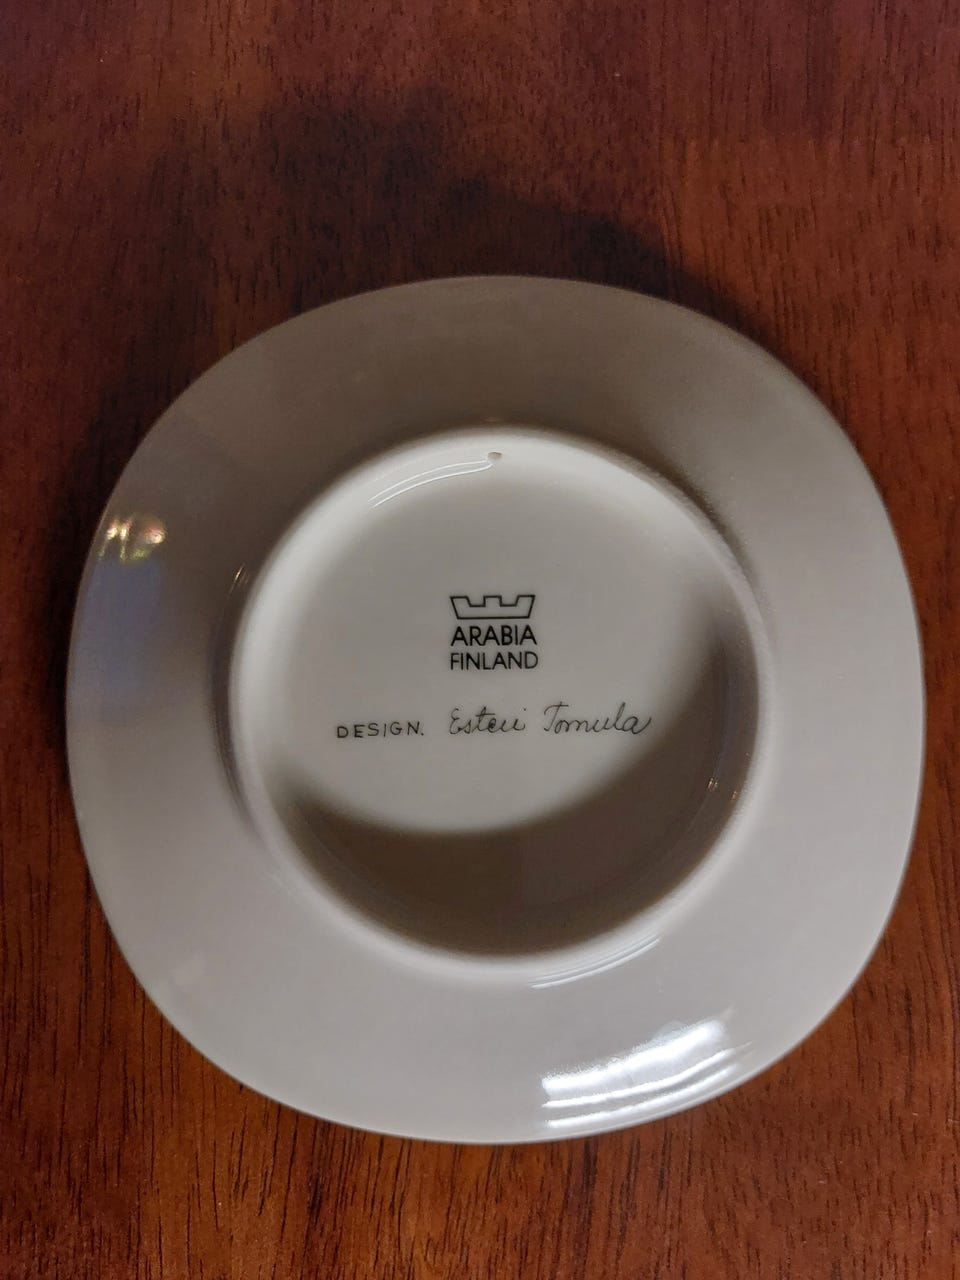 ARABIA
FINLAND
DESIGN. Esteri Tomula